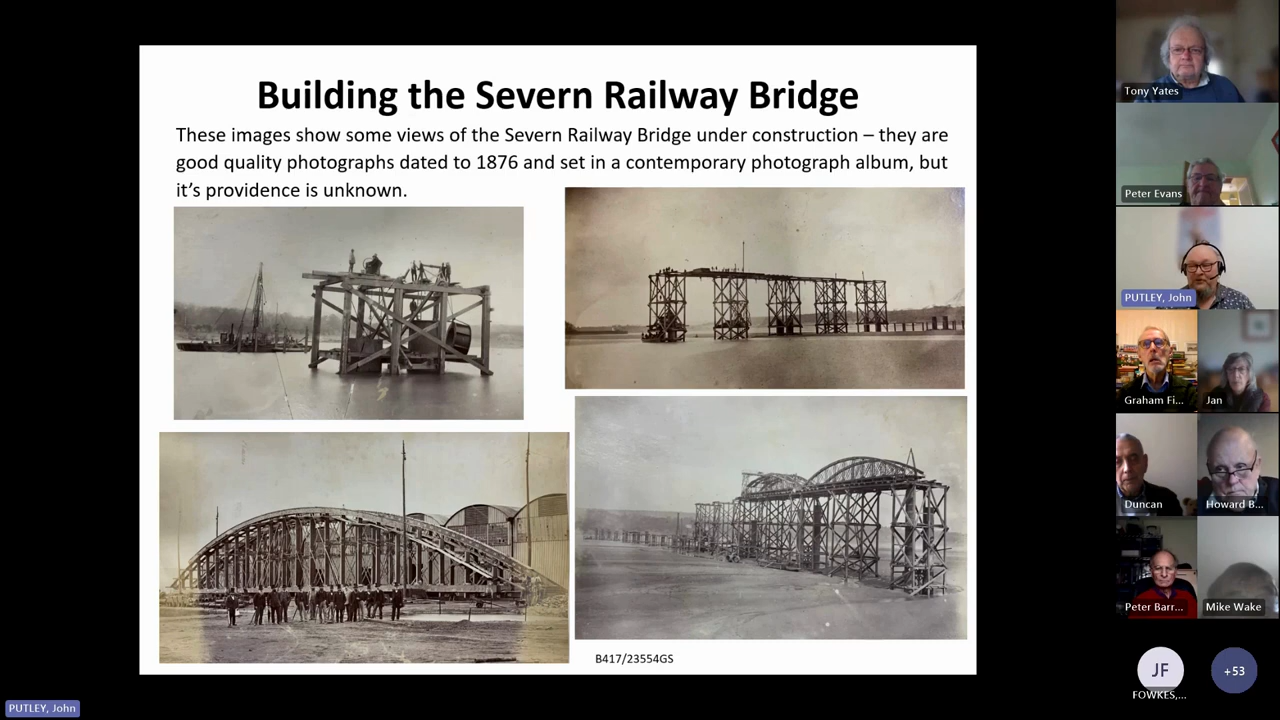 Building the Severn Railway Bridge
These images show some views of the Severn Railway Bridge under construction – they are
good quality photographs dated to 1876 and set in a contemporary photograph album, but
it's providence is unknown.
B417/23554GS
Tony Yates
Peter Evans
PUTLEY, John
Graham Fi...
Jan
Duncan
Howard B...
Peter Barr...
Mike Wake
JF
+53
FOWKES,...
PUTLEY, John